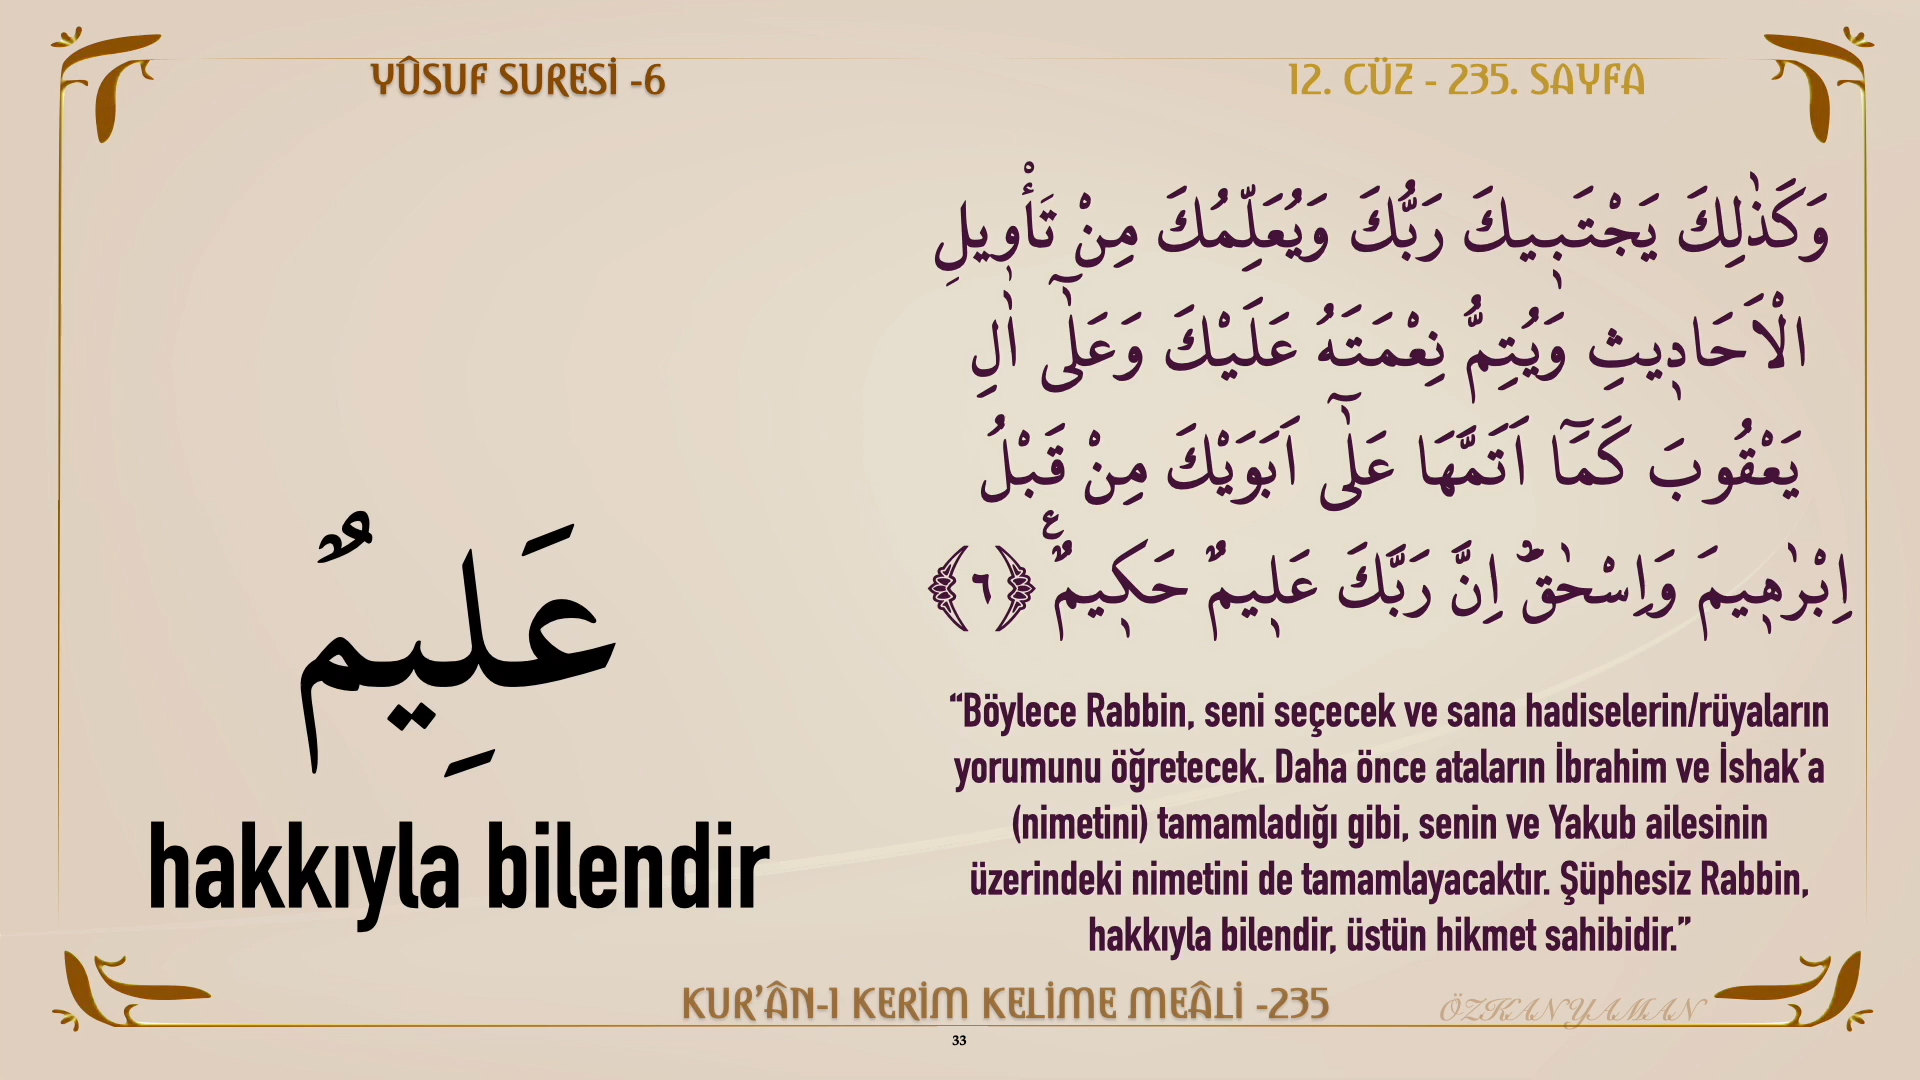 YÛSUF SURESİ -6
12. CÜZ - 235. SAYFA
وَكَذٰلِكَ يَجْتَب۪يكَ رَبُّكَ وَيُعَلِّمُكَ مِنْ تَأْو۪يلِ
الْاَحَاد۪يثِ وَيُتِمُّ نِعْمَتَهُ عَلَيْكَ وَعَلٰٓى اٰلِ
يَعْقُوبَ كَمَٓا اَتَمَّهَا عَلٰٓى اَبَوَيْكَ مِنْ قَبْلُ
اِبْرٰه۪يمَ وَاِسْحٰقَۜ اِنَّ رَبَّكَ عَل۪يمٌ حَك۪يمٌ۟ ﴿٦﴾
عَلِيمٌ
hakkıyla bilendir
“Böylece Rabbin, seni seçecek ve sana hadiselerin/rüyaların
yorumunu öğretecek. Daha önce ataların İbrahim ve İshak’a
(nimetini) tamamladığı gibi, senin ve Yakub ailesinin
üzerindeki nimetini de tamamlayacaktır. Şüphesiz Rabbin,
hakkıyla bilendir, üstün hikmet sahibidir.”
KUR’ÂN-I KERİM KELİME MEÂLİ -235
ÖZKAN YAMAN
33